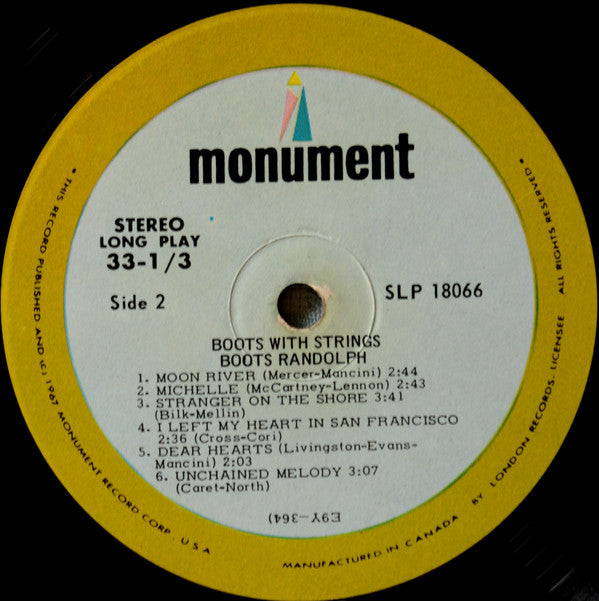 monument
STEREO
LONG PLAY
33-1/3
Side 2
SLP 18066
BOOTS WITH STRINGS
BOOTS RANDOLPH
1. MOON RIVER (Mercer-Mancini) 2:44
2. MICHELLE (McCartney-Lennon) 2:43
3. STRANGER ON THE SHORE 3:41
(Bilk-Mellin)
4. I LEFT MY HEART IN SAN FRANCISCO
2:36 (Cross-Cori)
5. DEAR HEARTS (Livingston-Evans-
Mancini) 2:03
6. UNCHAINED MELODY 3:07
(Caret-North)
E9Y-364)
• THIS RECORD PUBLISHED AND (C) 1967 MONUMENT RECORD CORP. U.S.A
MANUFACTURED IN CANADA BY LONDON RECORDS. LICENSEE ALL RIGHTS RESERVED •